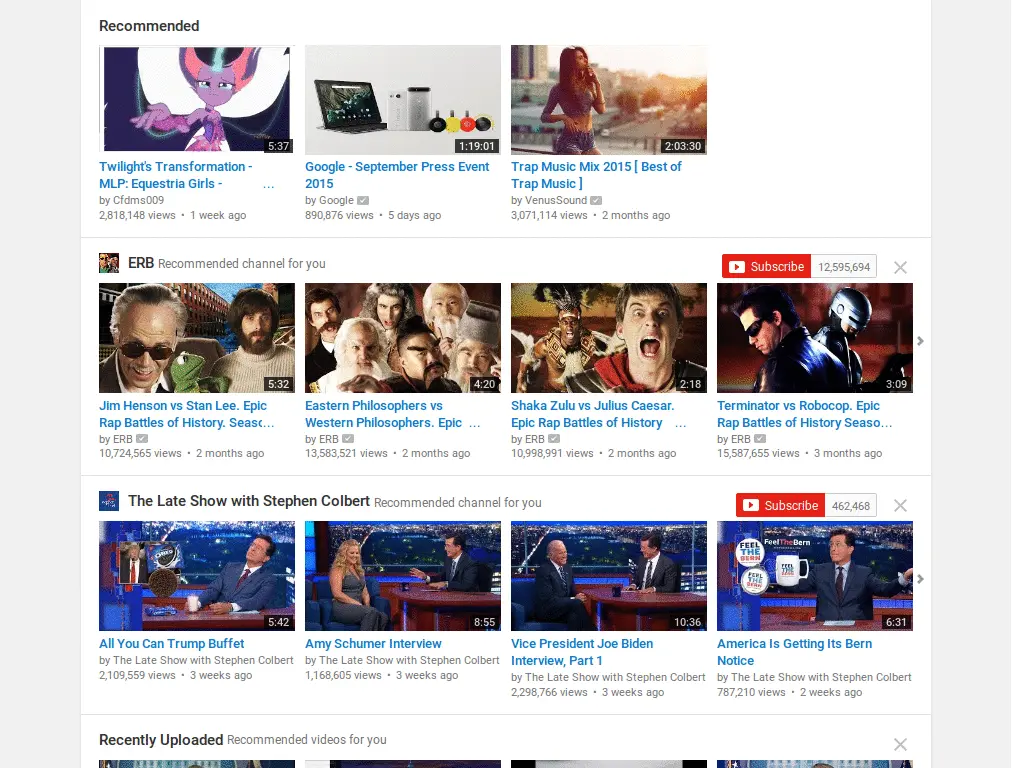 Recommended
5:37
1:19:01
2:03:30
Twilight's Transformation -
MLP: Equestria Girls - ...
by Cfdms009
2,818,148 views • 1 week ago
Google - September Press Event
2015
by Google
890,876 views • 5 days ago
Trap Music Mix 2015 [ Best of
Trap Music ]
by VenusSound
3,071,114 views • 2 months ago
ERB Recommended channel for you
Subscribe 12,595,694
5:32
4:20
2:18
3:09
Jim Henson vs Stan Lee. Epic
Rap Battles of History. Seasc...
by ERB
10,724,565 views • 2 months ago
Eastern Philosophers vs
Western Philosophers. Epic ...
by ERB
13,583,521 views • 2 months ago
Shaka Zulu vs Julius Caesar.
Epic Rap Battles of History ...
by ERB
10,998,991 views • 2 months ago
Terminator vs Robocop. Epic
Rap Battles of History Seaso...
by ERB
15,587,655 views • 3 months ago
The Late Show with Stephen Colbert Recommended channel for you
Subscribe 462,468
5:42
8:55
10:36
FeelTheBern
FEEL THE BERN
FEEL THE BERN
FEEL THE BERN
6:31
All You Can Trump Buffet
by The Late Show with Stephen Colbert
2,109,559 views • 3 weeks ago
Amy Schumer Interview
by The Late Show with Stephen Colbert
1,168,605 views • 3 weeks ago
Vice President Joe Biden
Interview, Part 1
by The Late Show with Stephen Colbert
2,298,766 views • 3 weeks ago
America Is Getting Its Bern
Notice
by The Late Show with Stephen Colbert
787,210 views • 2 weeks ago
Recently Uploaded Recommended videos for you